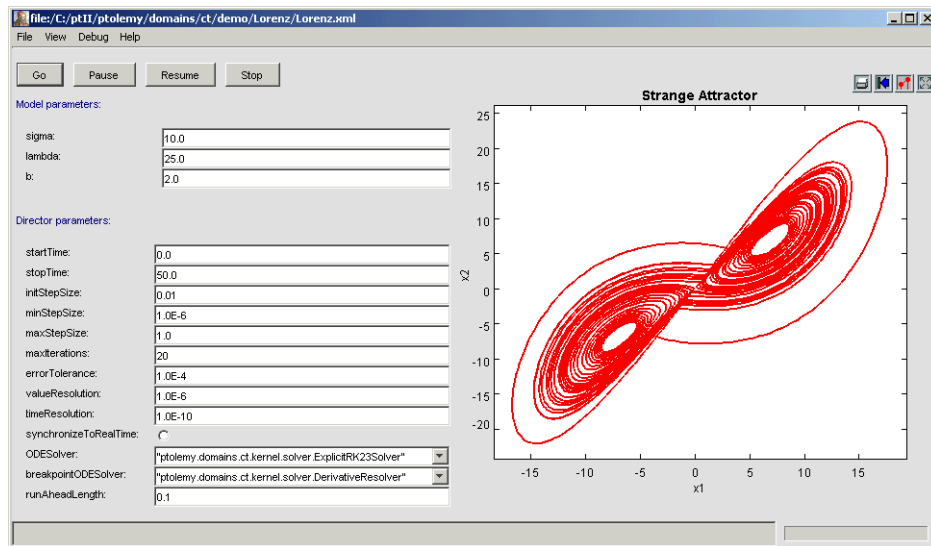 file:/C:/ptII/ptolemy/domains/ct/demo/Lorenz/Lorenz.xml
File View Debug Help
Go Pause Resume Stop
Model parameters:
sigma: 10.0
lambda: 25.0
b: 2.0
Director parameters:
startTime: 0.0
stopTime: 50.0
initStepSize: 0.01
minStepSize: 1.0E-6
maxStepSize: 1.0
maxIterations: 20
errorTolerance: 1.0E-4
valueResolution: 1.0E-6
timeResolution: 1.0E-10
synchronizeToRealTime:
ODESolver: "ptolemy.domains.ct.kernel.solver.ExplicitRK23Solver"
breakpointODESolver: "ptolemy.domains.ct.kernel.solver.DerivativeResolver"
runAheadLength: 0.1
Strange Attractor
25
20
15
10
5
0
-5
-10
-15
-20
x2
-15 -10 -5 0 5 10 15
x1